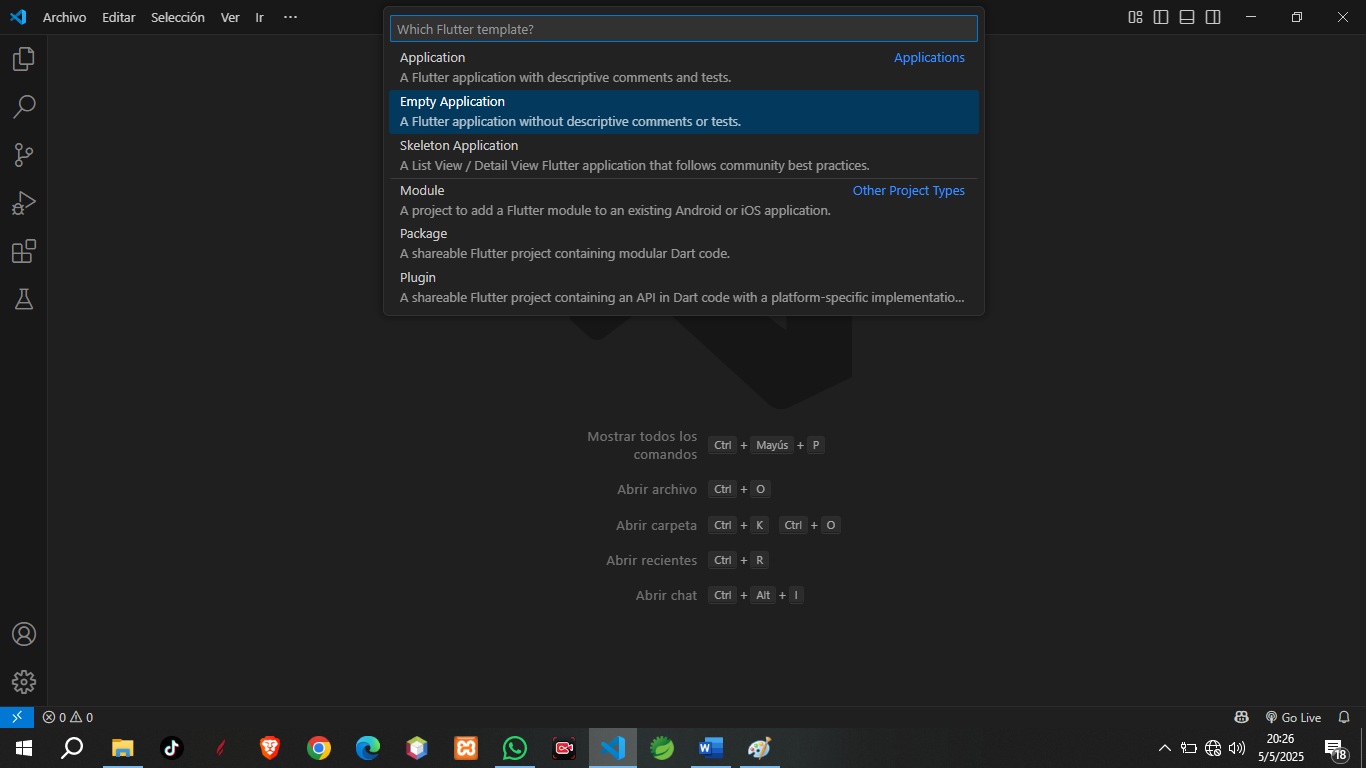 Archivo Editar Selección Ver Ir ···
Which Flutter template?
Application Applications
A Flutter application with descriptive comments and tests.
Empty Application
A Flutter application without descriptive comments or tests.
Skeleton Application
A List View / Detail View Flutter application that follows community best practices.
Module Other Project Types
A project to add a Flutter module to an existing Android or iOS application.
Package
A shareable Flutter project containing modular Dart code.
Plugin
A shareable Flutter project containing an API in Dart code with a platform-specific implementatio...
Mostrar todos los
comandos Ctrl + Mayús + P
Abrir archivo Ctrl + O
Abrir carpeta Ctrl + K Ctrl + O
Abrir recientes Ctrl + R
Abrir chat Ctrl + Alt + I
0 0 Go Live
20:26
5/5/2025
18